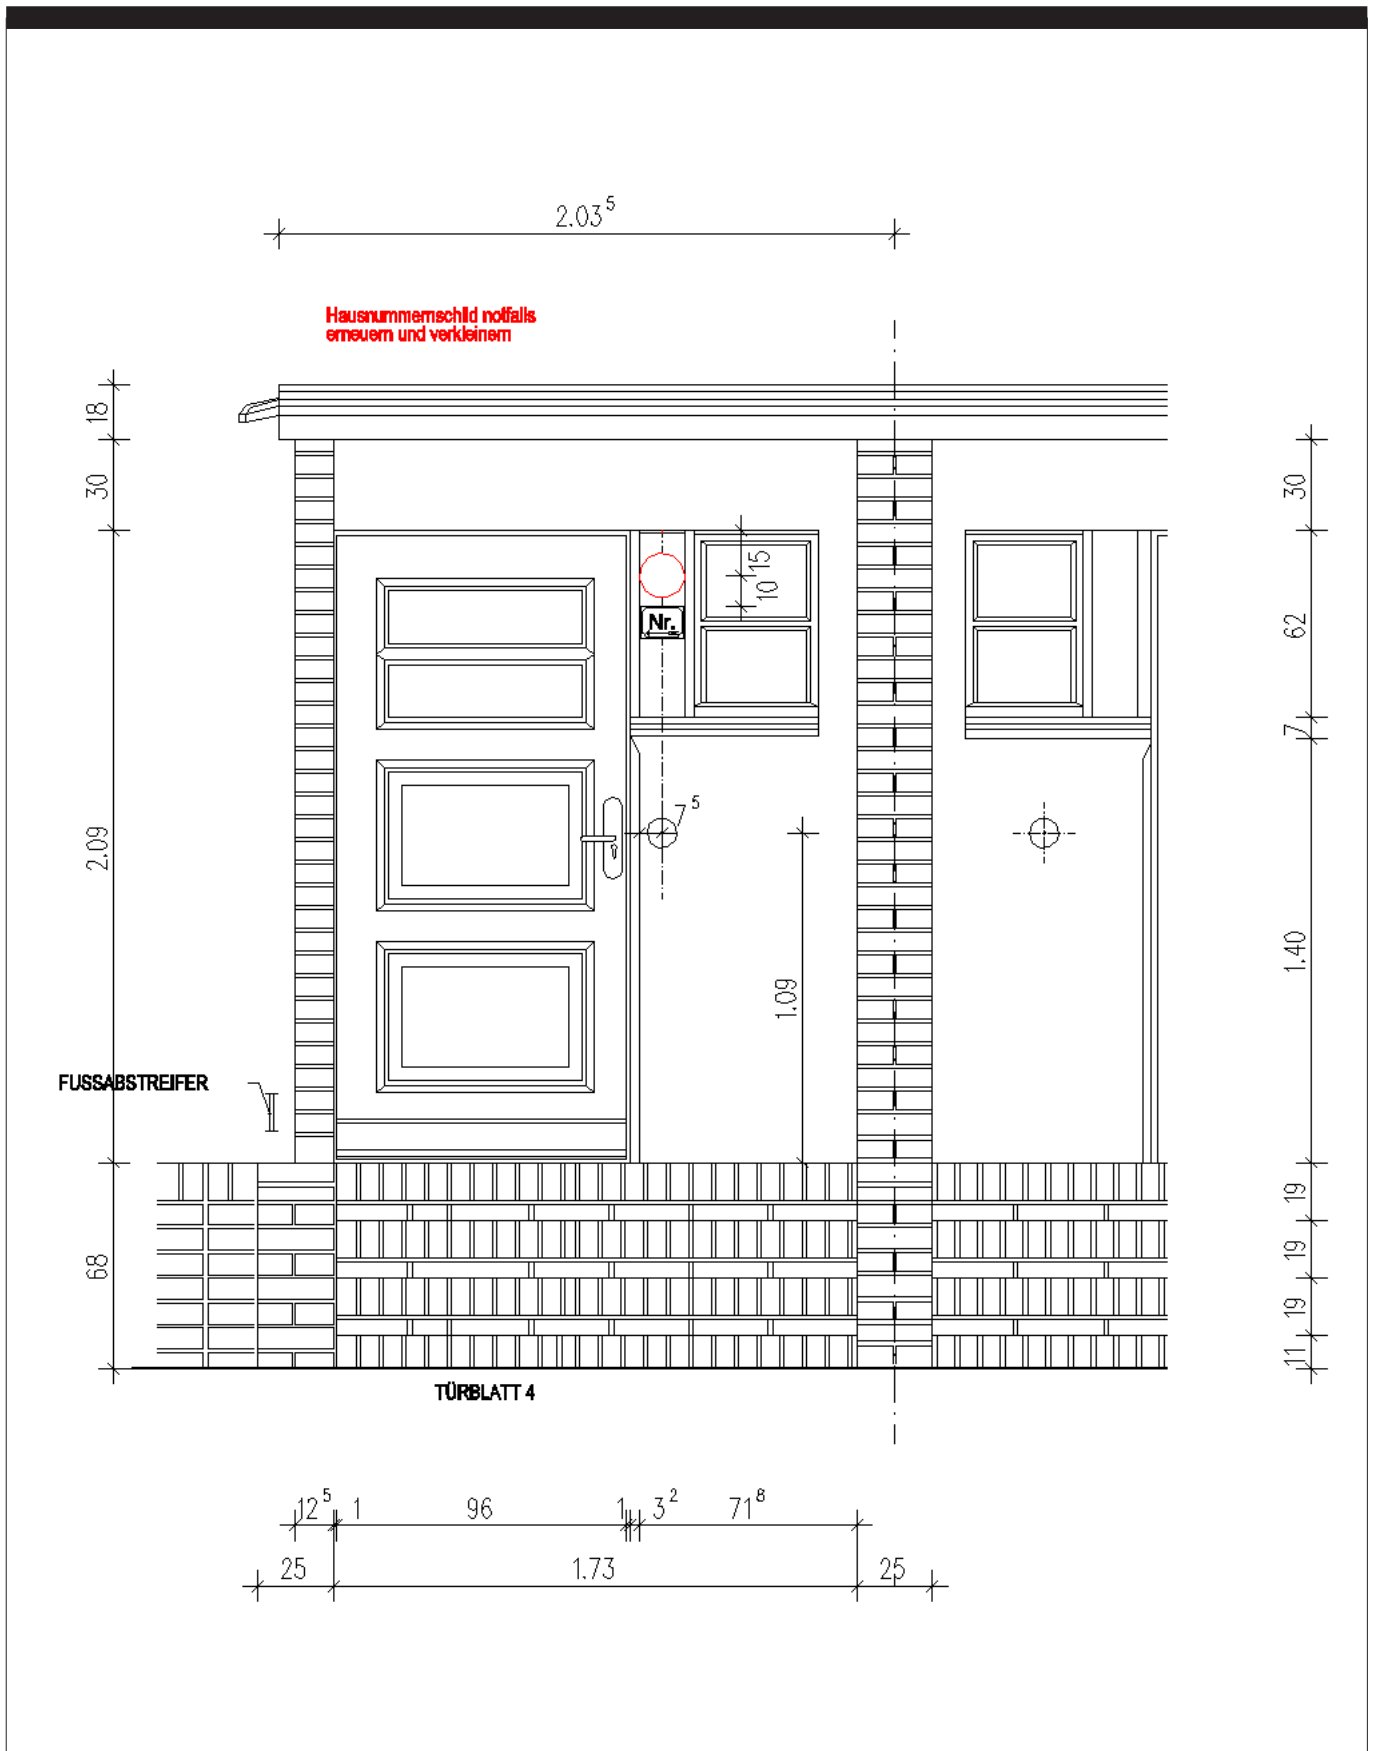 2.03⁵
Hausnummernschild notfalls
erneuern und verkleinern
18
30
30
15
10
Nr.
62
7
7⁵
2.09
1.09
1.40
FUSSABSTREIFER
19
68
19
19
11
TÜRBLATT 4
12⁵ 1 96 1 3² 71⁸
25 1.73 25